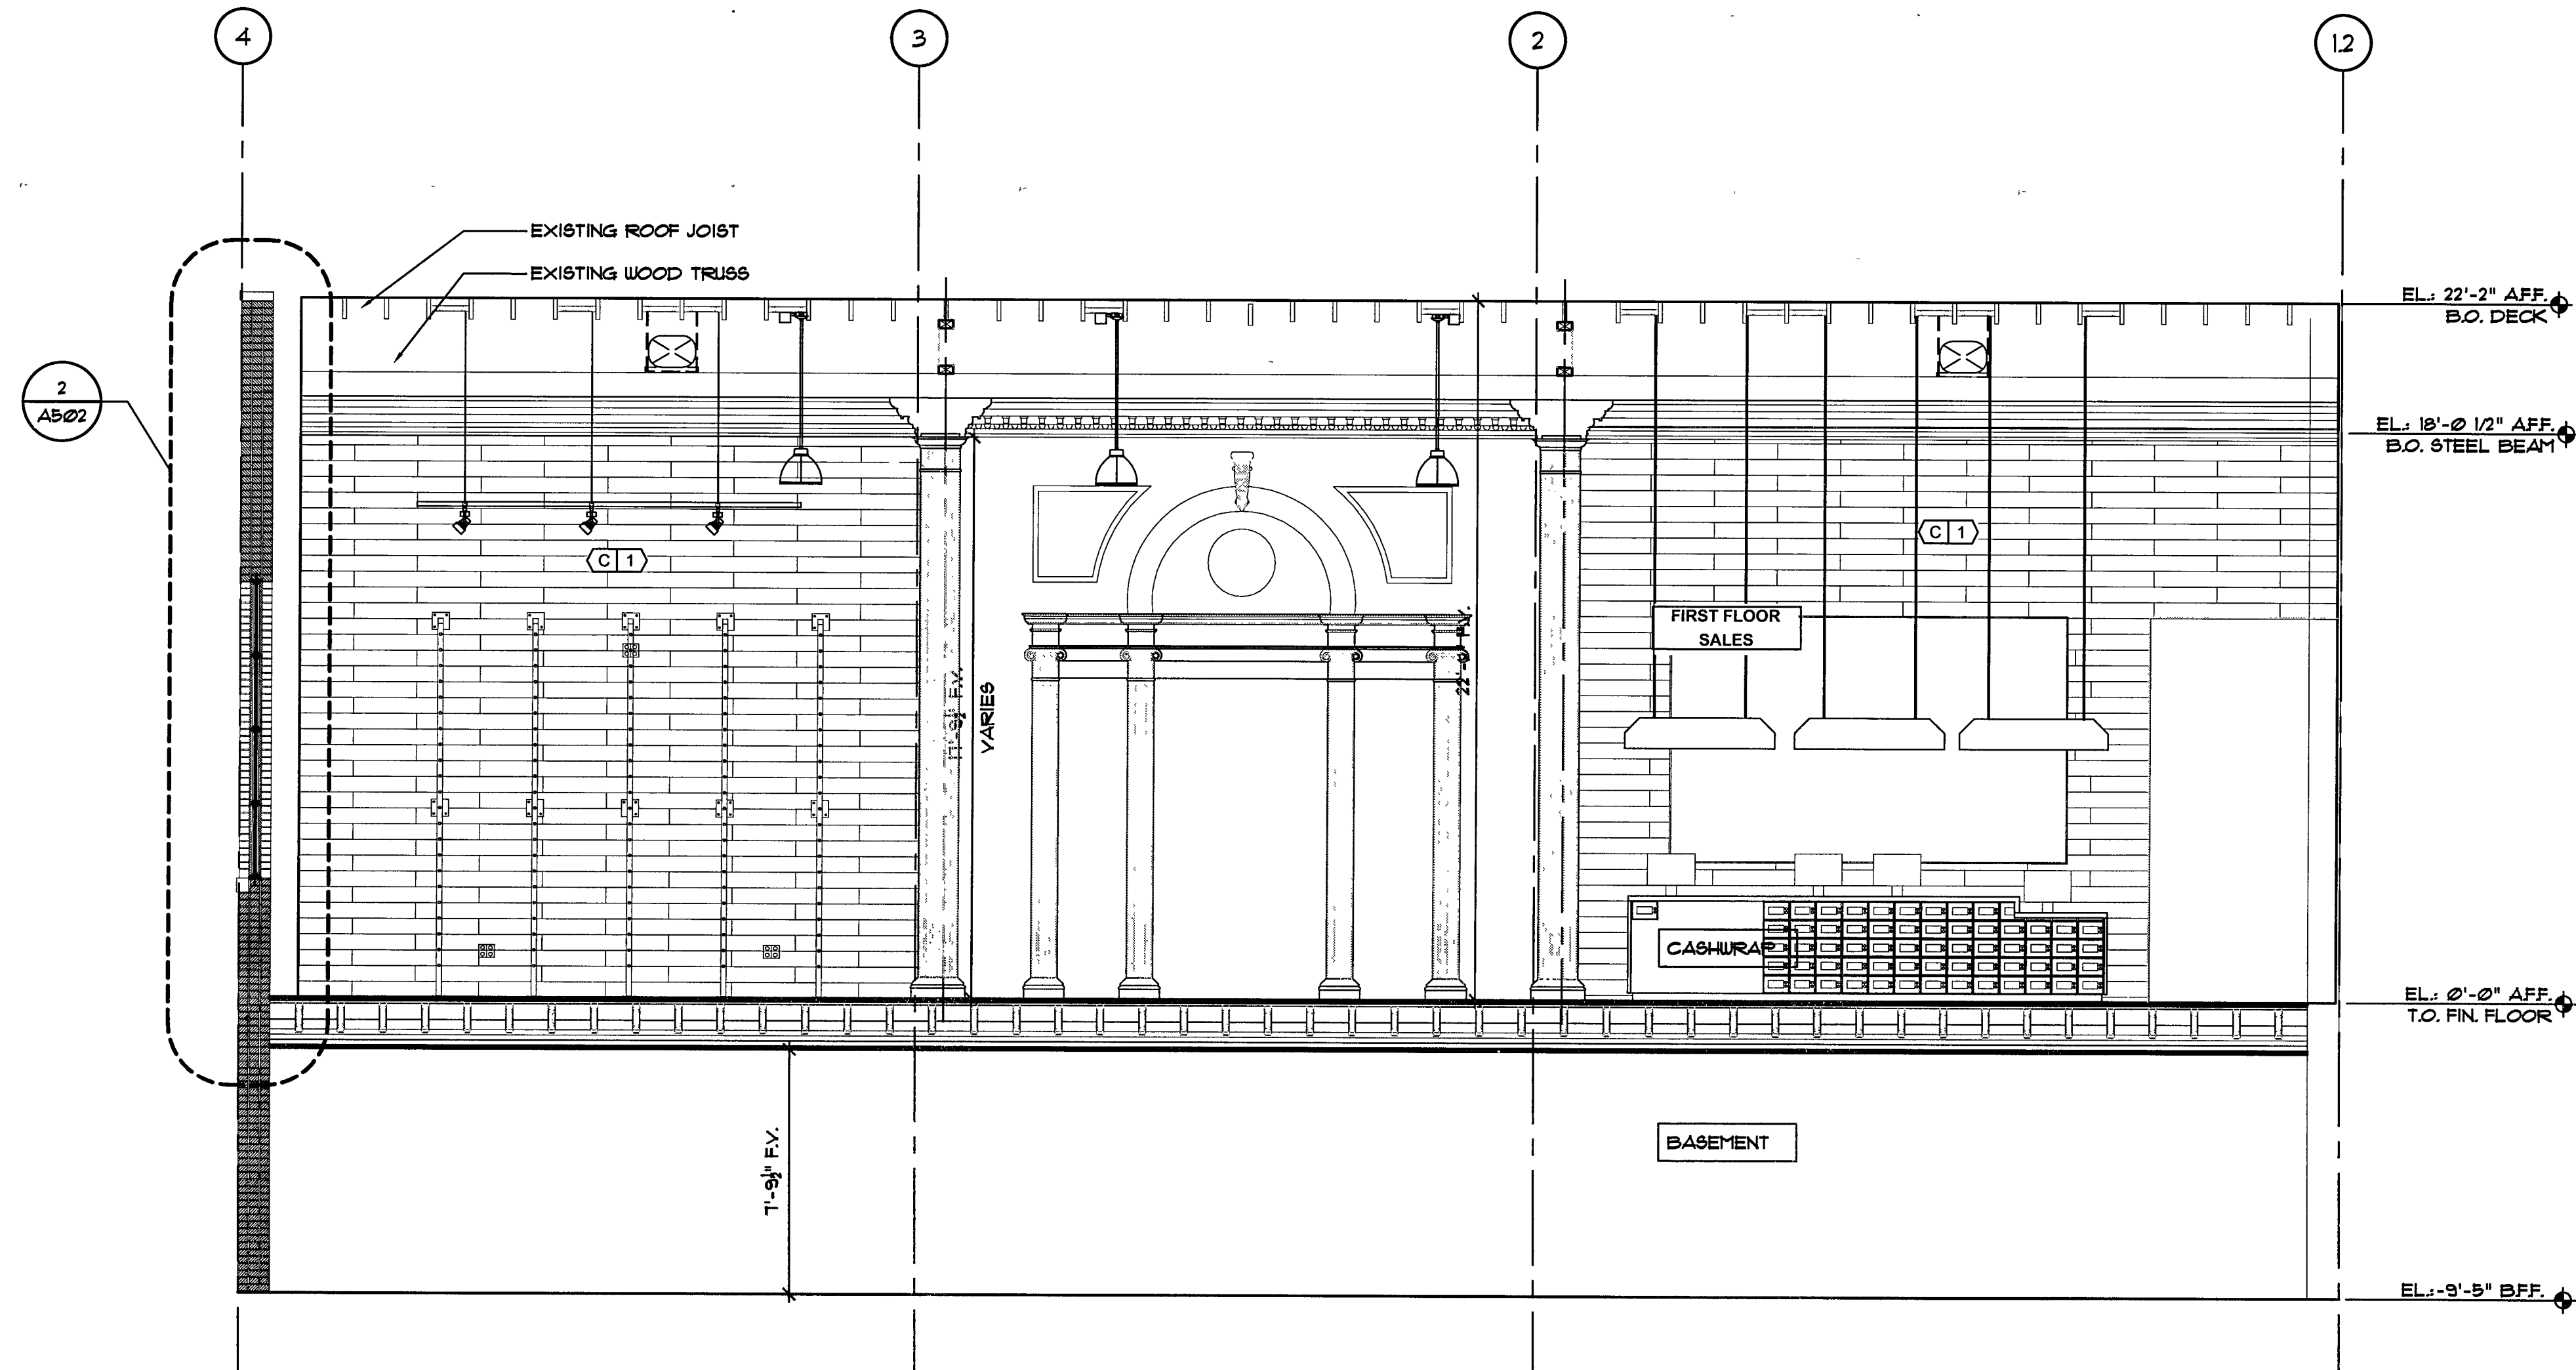 4
3
2
1.2
EXISTING ROOF JOIST
EXISTING WOOD TRUSS
EL.: 22'-2" A.F.F.
B.O. DECK
2
A502
EL.: 18'-0 1/2" A.F.F.
B.O. STEEL BEAM
C 1
C 1
FIRST FLOOR
SALES
F.V.
VARIES
CASHWRAP
EL.: 0'-0" A.F.F.
T.O. FIN. FLOOR
7'-9½" F.V.
BASEMENT
EL.:-9'-5" B.F.F.